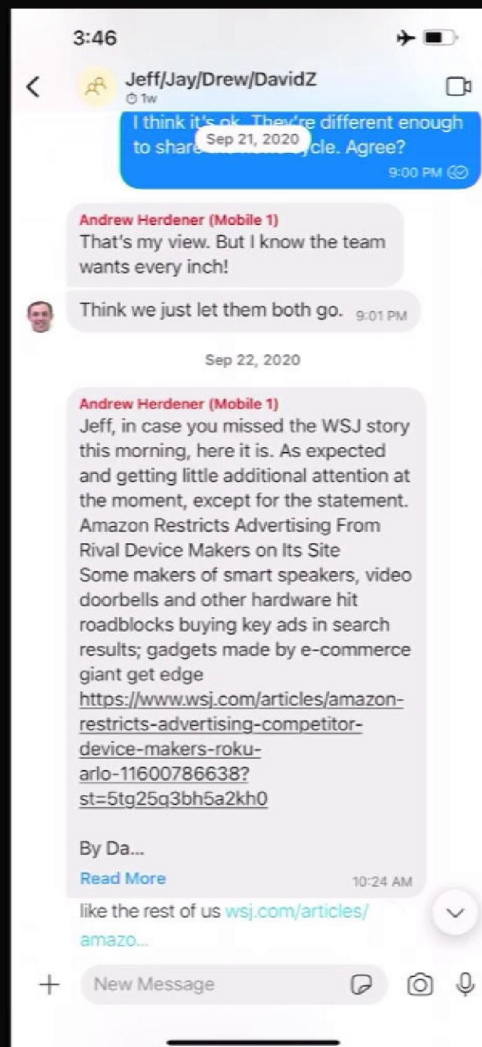 3:46
Jeff/Jay/Drew/DavidZ
1w
I think it's ok. They're different enough
to share cycle. Agree?
Sep 21, 2020
9:00 PM
Andrew Herdener (Mobile 1)
That's my view. But I know the team
wants every inch!
Think we just let them both go. 9:01 PM
Sep 22, 2020
Andrew Herdener (Mobile 1)
Jeff, in case you missed the WSJ story
this morning, here it is. As expected
and getting little additional attention at
the moment, except for the statement.
Amazon Restricts Advertising From
Rival Device Makers on Its Site
Some makers of smart speakers, video
doorbells and other hardware hit
roadblocks buying key ads in search
results; gadgets made by e-commerce
giant get edge
https://www.wsj.com/articles/amazon-
restricts-advertising-competitor-
device-makers-roku-
arlo-11600786638?
st=5tg25q3bh5a2kh0
By Da...
Read More
10:24 AM
like the rest of us wsj.com/articles/
amazo...
New Message